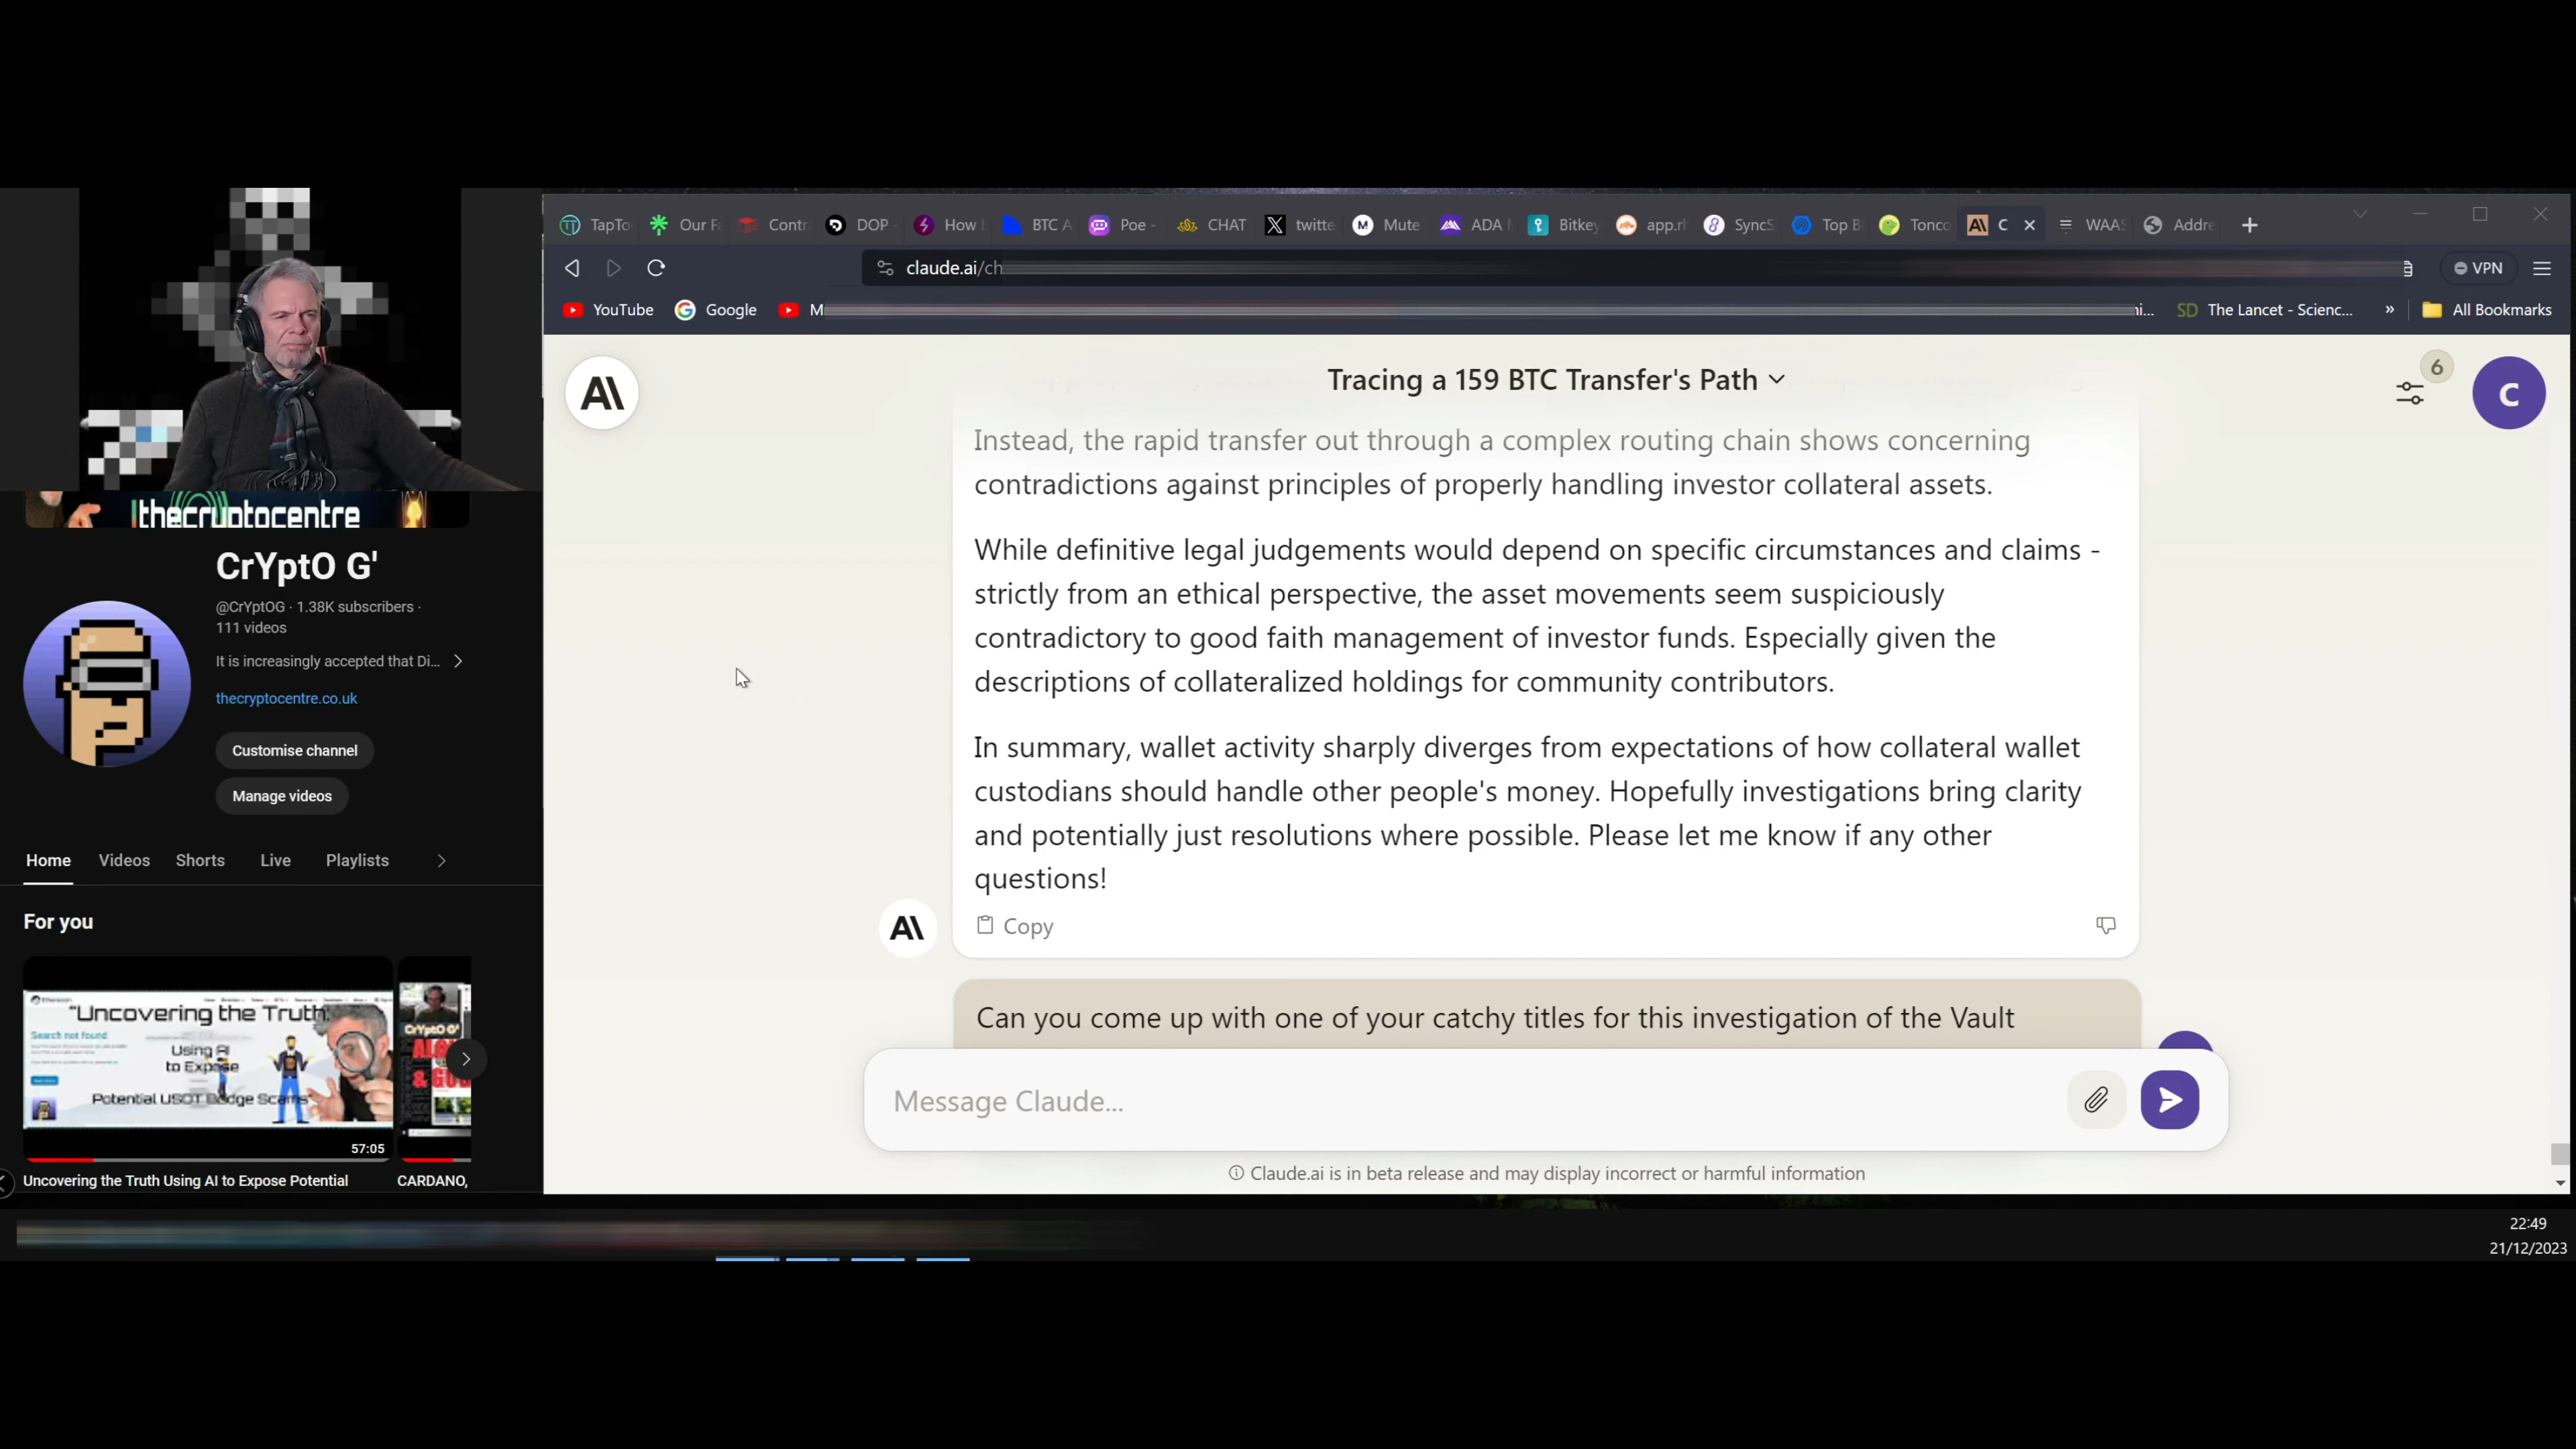 TapTo
Our Fa
Contr
DOP
How
BTC A
Poe -
CHAT
twitte
Mute
ADA
Bitkey
app.rh
SyncS
Top B
Tonco
C
WAAS
Addre
claude.ai/ch
VPN
YouTube
Google
M
ni...
SD The Lancet - Scienc...
»
All Bookmarks
thecryptocentre
CrYptO G'
@CrYptOG · 1.38K subscribers ·
111 videos
It is increasingly accepted that Di...
thecryptocentre.co.uk
Customise channel
Manage videos
Home Videos Shorts Live Playlists
For you
"Uncovering the Truth:
Search not found
Using AI
to Expose
Potential USDT Bodge Scams
57:05
CrYptO G'
Uncovering the Truth Using AI to Expose Potential
CARDANO,
A\
Tracing a 159 BTC Transfer's Path
6
C
Instead, the rapid transfer out through a complex routing chain shows concerning
contradictions against principles of properly handling investor collateral assets.
While definitive legal judgements would depend on specific circumstances and claims -
strictly from an ethical perspective, the asset movements seem suspiciously
contradictory to good faith management of investor funds. Especially given the
descriptions of collateralized holdings for community contributors.
In summary, wallet activity sharply diverges from expectations of how collateral wallet
custodians should handle other people's money. Hopefully investigations bring clarity
and potentially just resolutions where possible. Please let me know if any other
questions!
A\
Copy
Can you come up with one of your catchy titles for this investigation of the Vault
Message Claude...
Claude.ai is in beta release and may display incorrect or harmful information
22:49
21/12/2023